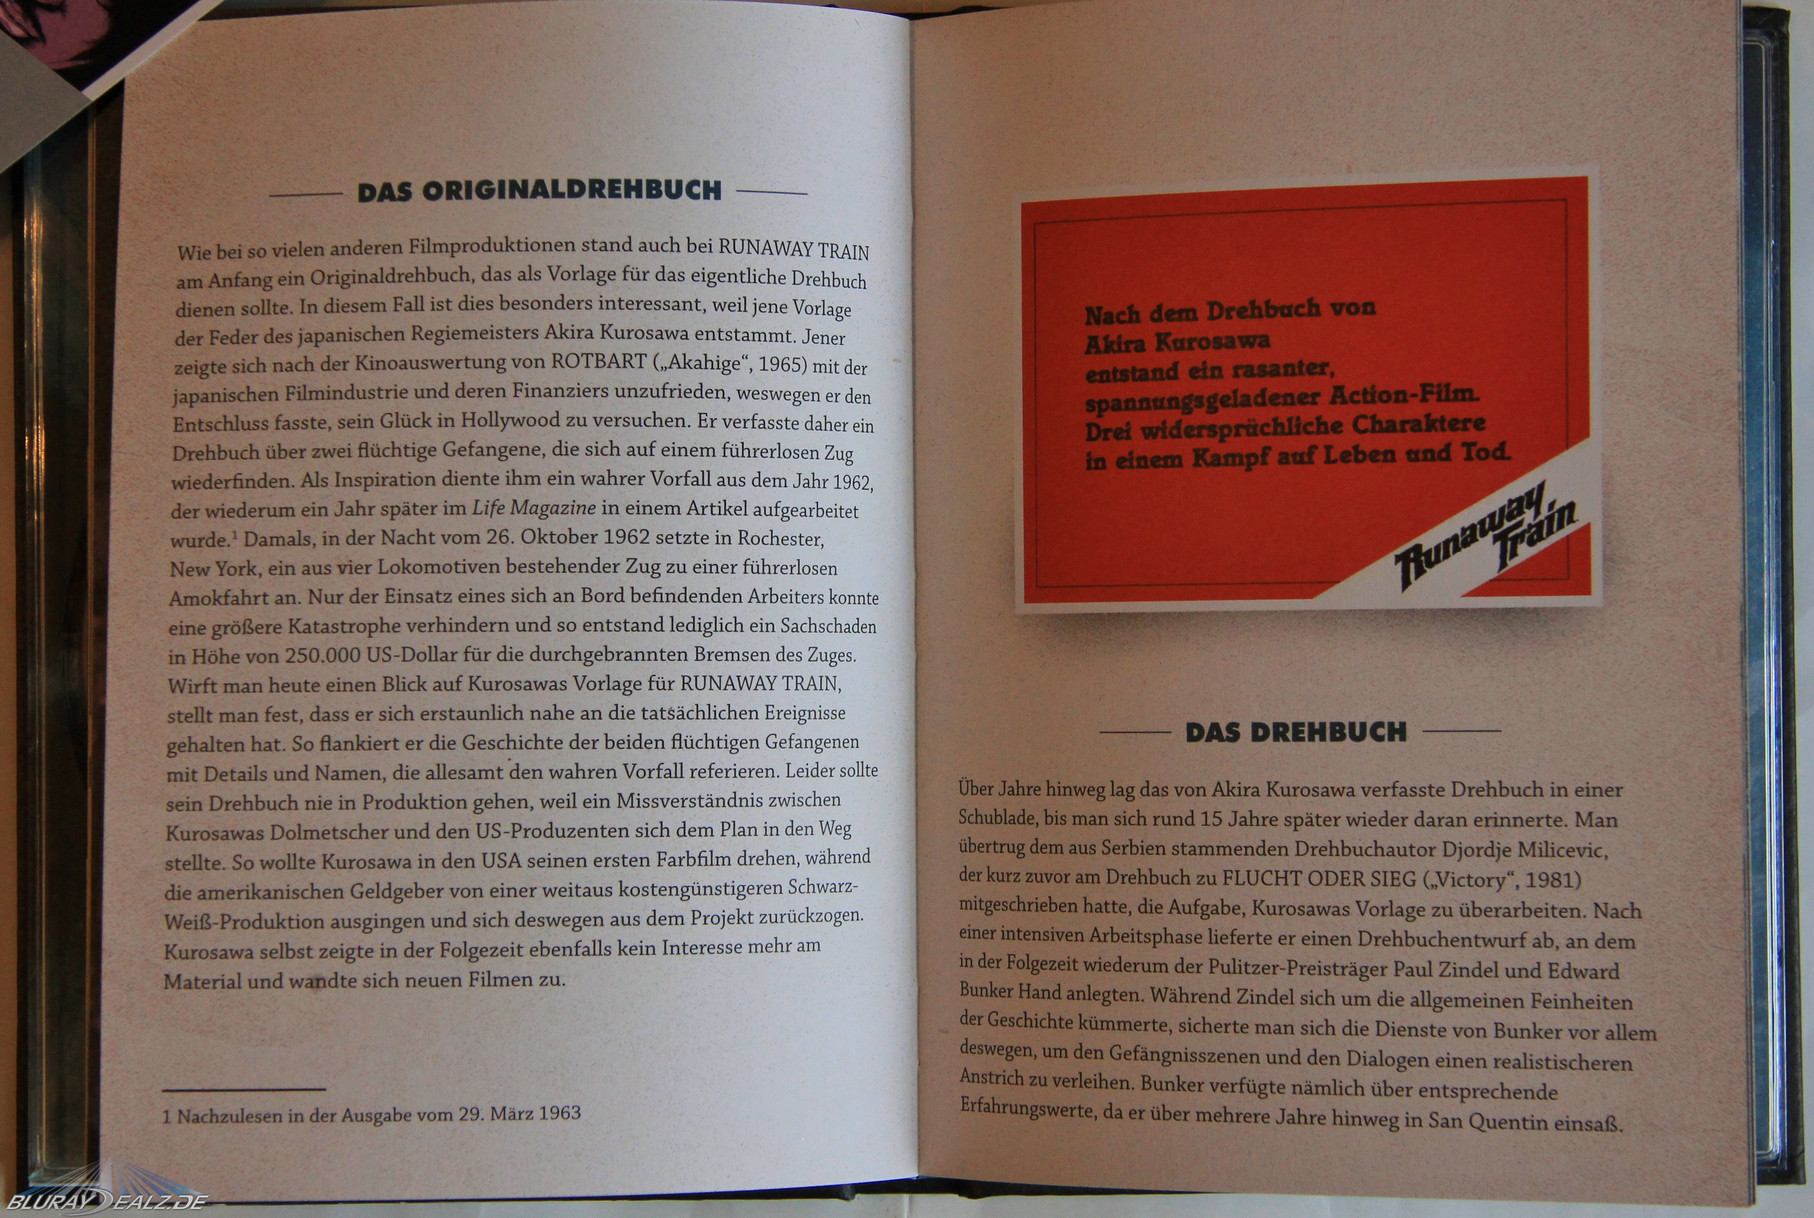 DAS ORIGINALDREHBUCH
Wie bei so vielen anderen Filmproduktionen stand auch bei RUNAWAY TRAIN
am Anfang ein Originaldrehbuch, das als Vorlage für das eigentliche Drehbuch
dienen sollte. In diesem Fall ist dies besonders interessant, weil jene Vorlage
der Feder des japanischen Regiemeisters Akira Kurosawa entstammt. Jener
zeigte sich nach der Kinoauswertung von ROTBART („Akahige“, 1965) mit der
japanischen Filmindustrie und deren Finanziers unzufrieden, weswegen er den
Entschluss fasste, sein Glück in Hollywood zu versuchen. Er verfasste daher ein
Drehbuch über zwei flüchtige Gefangene, die sich auf einem führerlosen Zug
wiederfinden. Als Inspiration diente ihm ein wahrer Vorfall aus dem Jahr 1962,
der wiederum ein Jahr später im Life Magazine in einem Artikel aufgearbeitet
wurde.¹ Damals, in der Nacht vom 26. Oktober 1962 setzte in Rochester,
New York, ein aus vier Lokomotiven bestehender Zug zu einer führerlosen
Amokfahrt an. Nur der Einsatz eines sich an Bord befindenden Arbeiters konnte
eine größere Katastrophe verhindern und so entstand lediglich ein Sachschaden
in Höhe von 250.000 US-Dollar für die durchgebrannten Bremsen des Zuges.
Wirft man heute einen Blick auf Kurosawas Vorlage für RUNAWAY TRAIN,
stellt man fest, dass er sich erstaunlich nahe an die tatsächlichen Ereignisse
gehalten hat. So flankiert er die Geschichte der beiden flüchtigen Gefangenen
mit Details und Namen, die allesamt den wahren Vorfall referieren. Leider sollte
sein Drehbuch nie in Produktion gehen, weil ein Missverständnis zwischen
Kurosawas Dolmetscher und den US-Produzenten sich dem Plan in den Weg
stellte. So wollte Kurosawa in den USA seinen ersten Farbfilm drehen, während
die amerikanischen Geldgeber von einer weitaus kostengünstigeren Schwarz-
Weiß-Produktion ausgingen und sich deswegen aus dem Projekt zurückzogen.
Kurosawa selbst zeigte in der Folgezeit ebenfalls kein Interesse mehr am
Material und wandte sich neuen Filmen zu.
1 Nachzulesen in der Ausgabe vom 29. März 1963
Nach dem Drehbuch von
Akira Kurosawa
entstand ein rasanter,
spannungsgeladener Action-Film.
Drei widersprüchliche Charaktere
in einem Kampf auf Leben und Tod.
Runaway
Train
DAS DREHBUCH
Über Jahre hinweg lag das von Akira Kurosawa verfasste Drehbuch in einer
Schublade, bis man sich rund 15 Jahre später wieder daran erinnerte. Man
übertrug dem aus Serbien stammenden Drehbuchautor Djordje Milicevic,
der kurz zuvor am Drehbuch zu FLUCHT ODER SIEG („Victory“, 1981)
mitgeschrieben hatte, die Aufgabe, Kurosawas Vorlage zu überarbeiten. Nach
einer intensiven Arbeitsphase lieferte er einen Drehbuchentwurf ab, an dem
in der Folgezeit wiederum der Pulitzer-Preisträger Paul Zindel und Edward
Bunker Hand anlegten. Während Zindel sich um die allgemeinen Feinheiten
der Geschichte kümmerte, sicherte man sich die Dienste von Bunker vor allem
deswegen, um den Gefängnisszenen und den Dialogen einen realistischeren
Anstrich zu verleihen. Bunker verfügte nämlich über entsprechende
Erfahrungswerte, da er über mehrere Jahre hinweg in San Quentin einsaß.
BLURAYDEALZ.DE